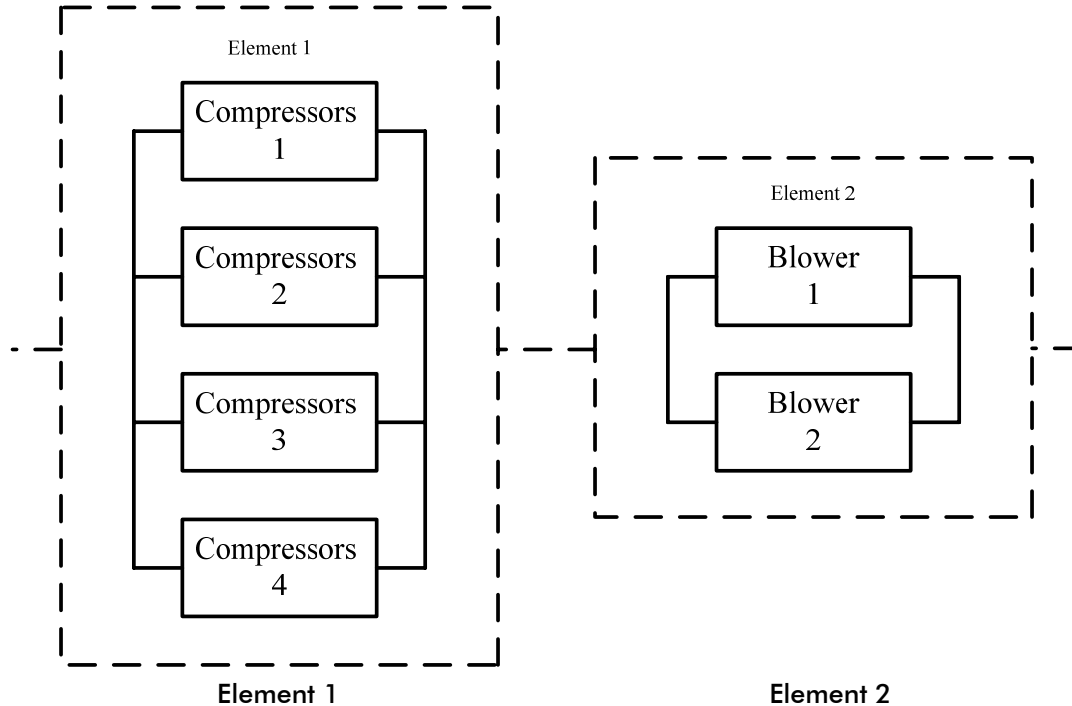 Element 1
Compressors
1
Compressors
2
Compressors
3
Compressors
4
Element 1
Element 2
Blower
1
Blower
2
Element 2